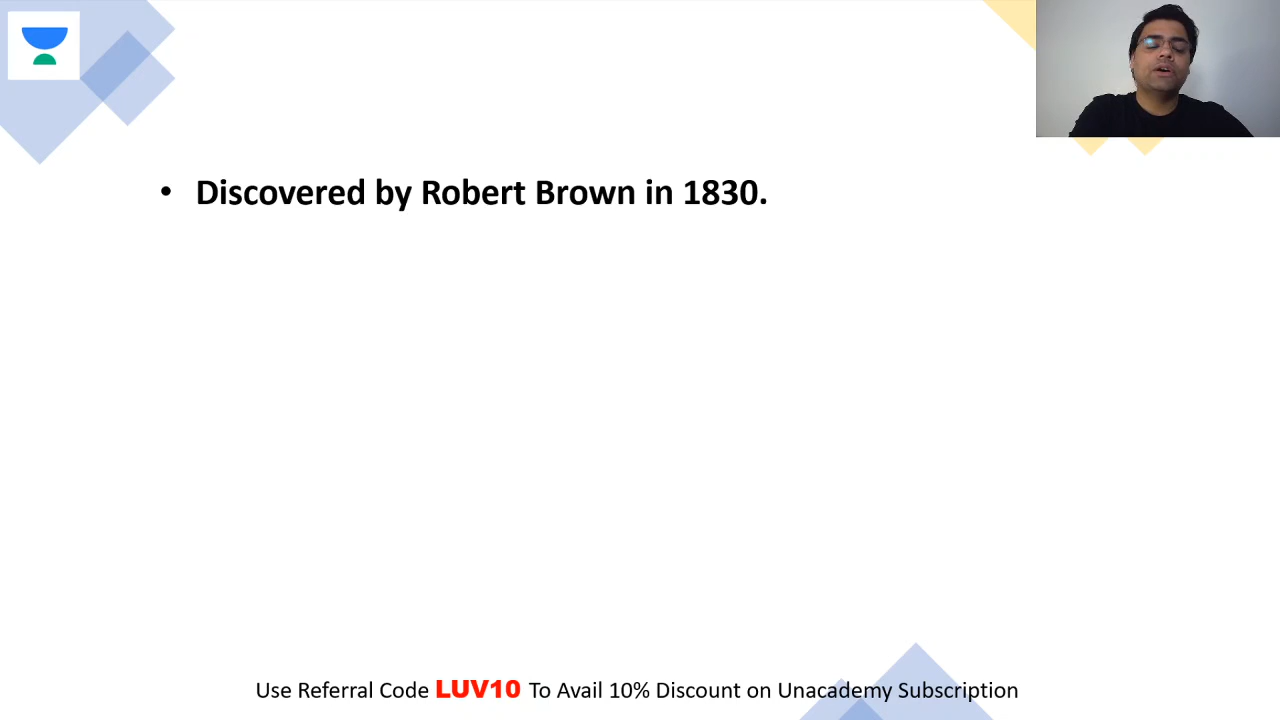 • Discovered by Robert Brown in 1830.
Use Referral Code LUV10 To Avail 10% Discount on Unacademy Subscription